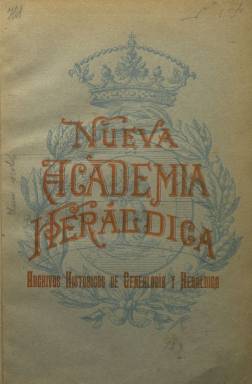 NUEVA
ACADEMIA
HERÁLDICA
ARCHIVOS HISTÓRICOS DE GENEALOGÍA Y HERÁLDICA